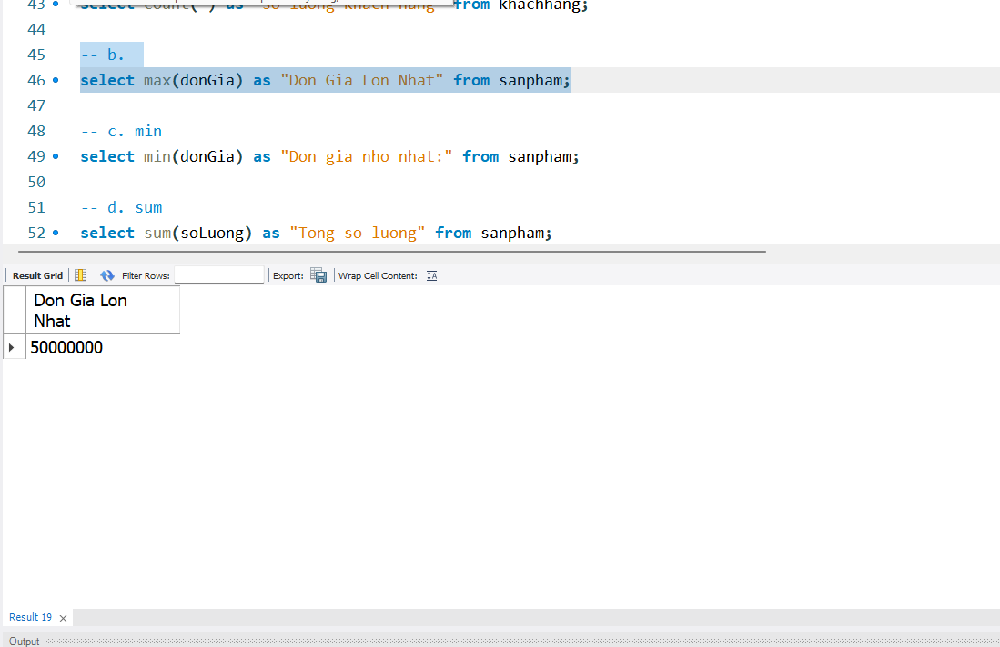 43 select count(*) as "so luong khach hang" from khachhang;
44
45 -- b.
46 select max(donGia) as "Don Gia Lon Nhat" from sanpham;
47
48 -- c. min
49 select min(donGia) as "Don gia nho nhat:" from sanpham;
50
51 -- d. sum
52 select sum(soLuong) as "Tong so luong" from sanpham;
Result Grid Filter Rows: Export: Wrap Cell Content: IA
Don Gia Lon
Nhat
50000000
Result 19 ×
Output